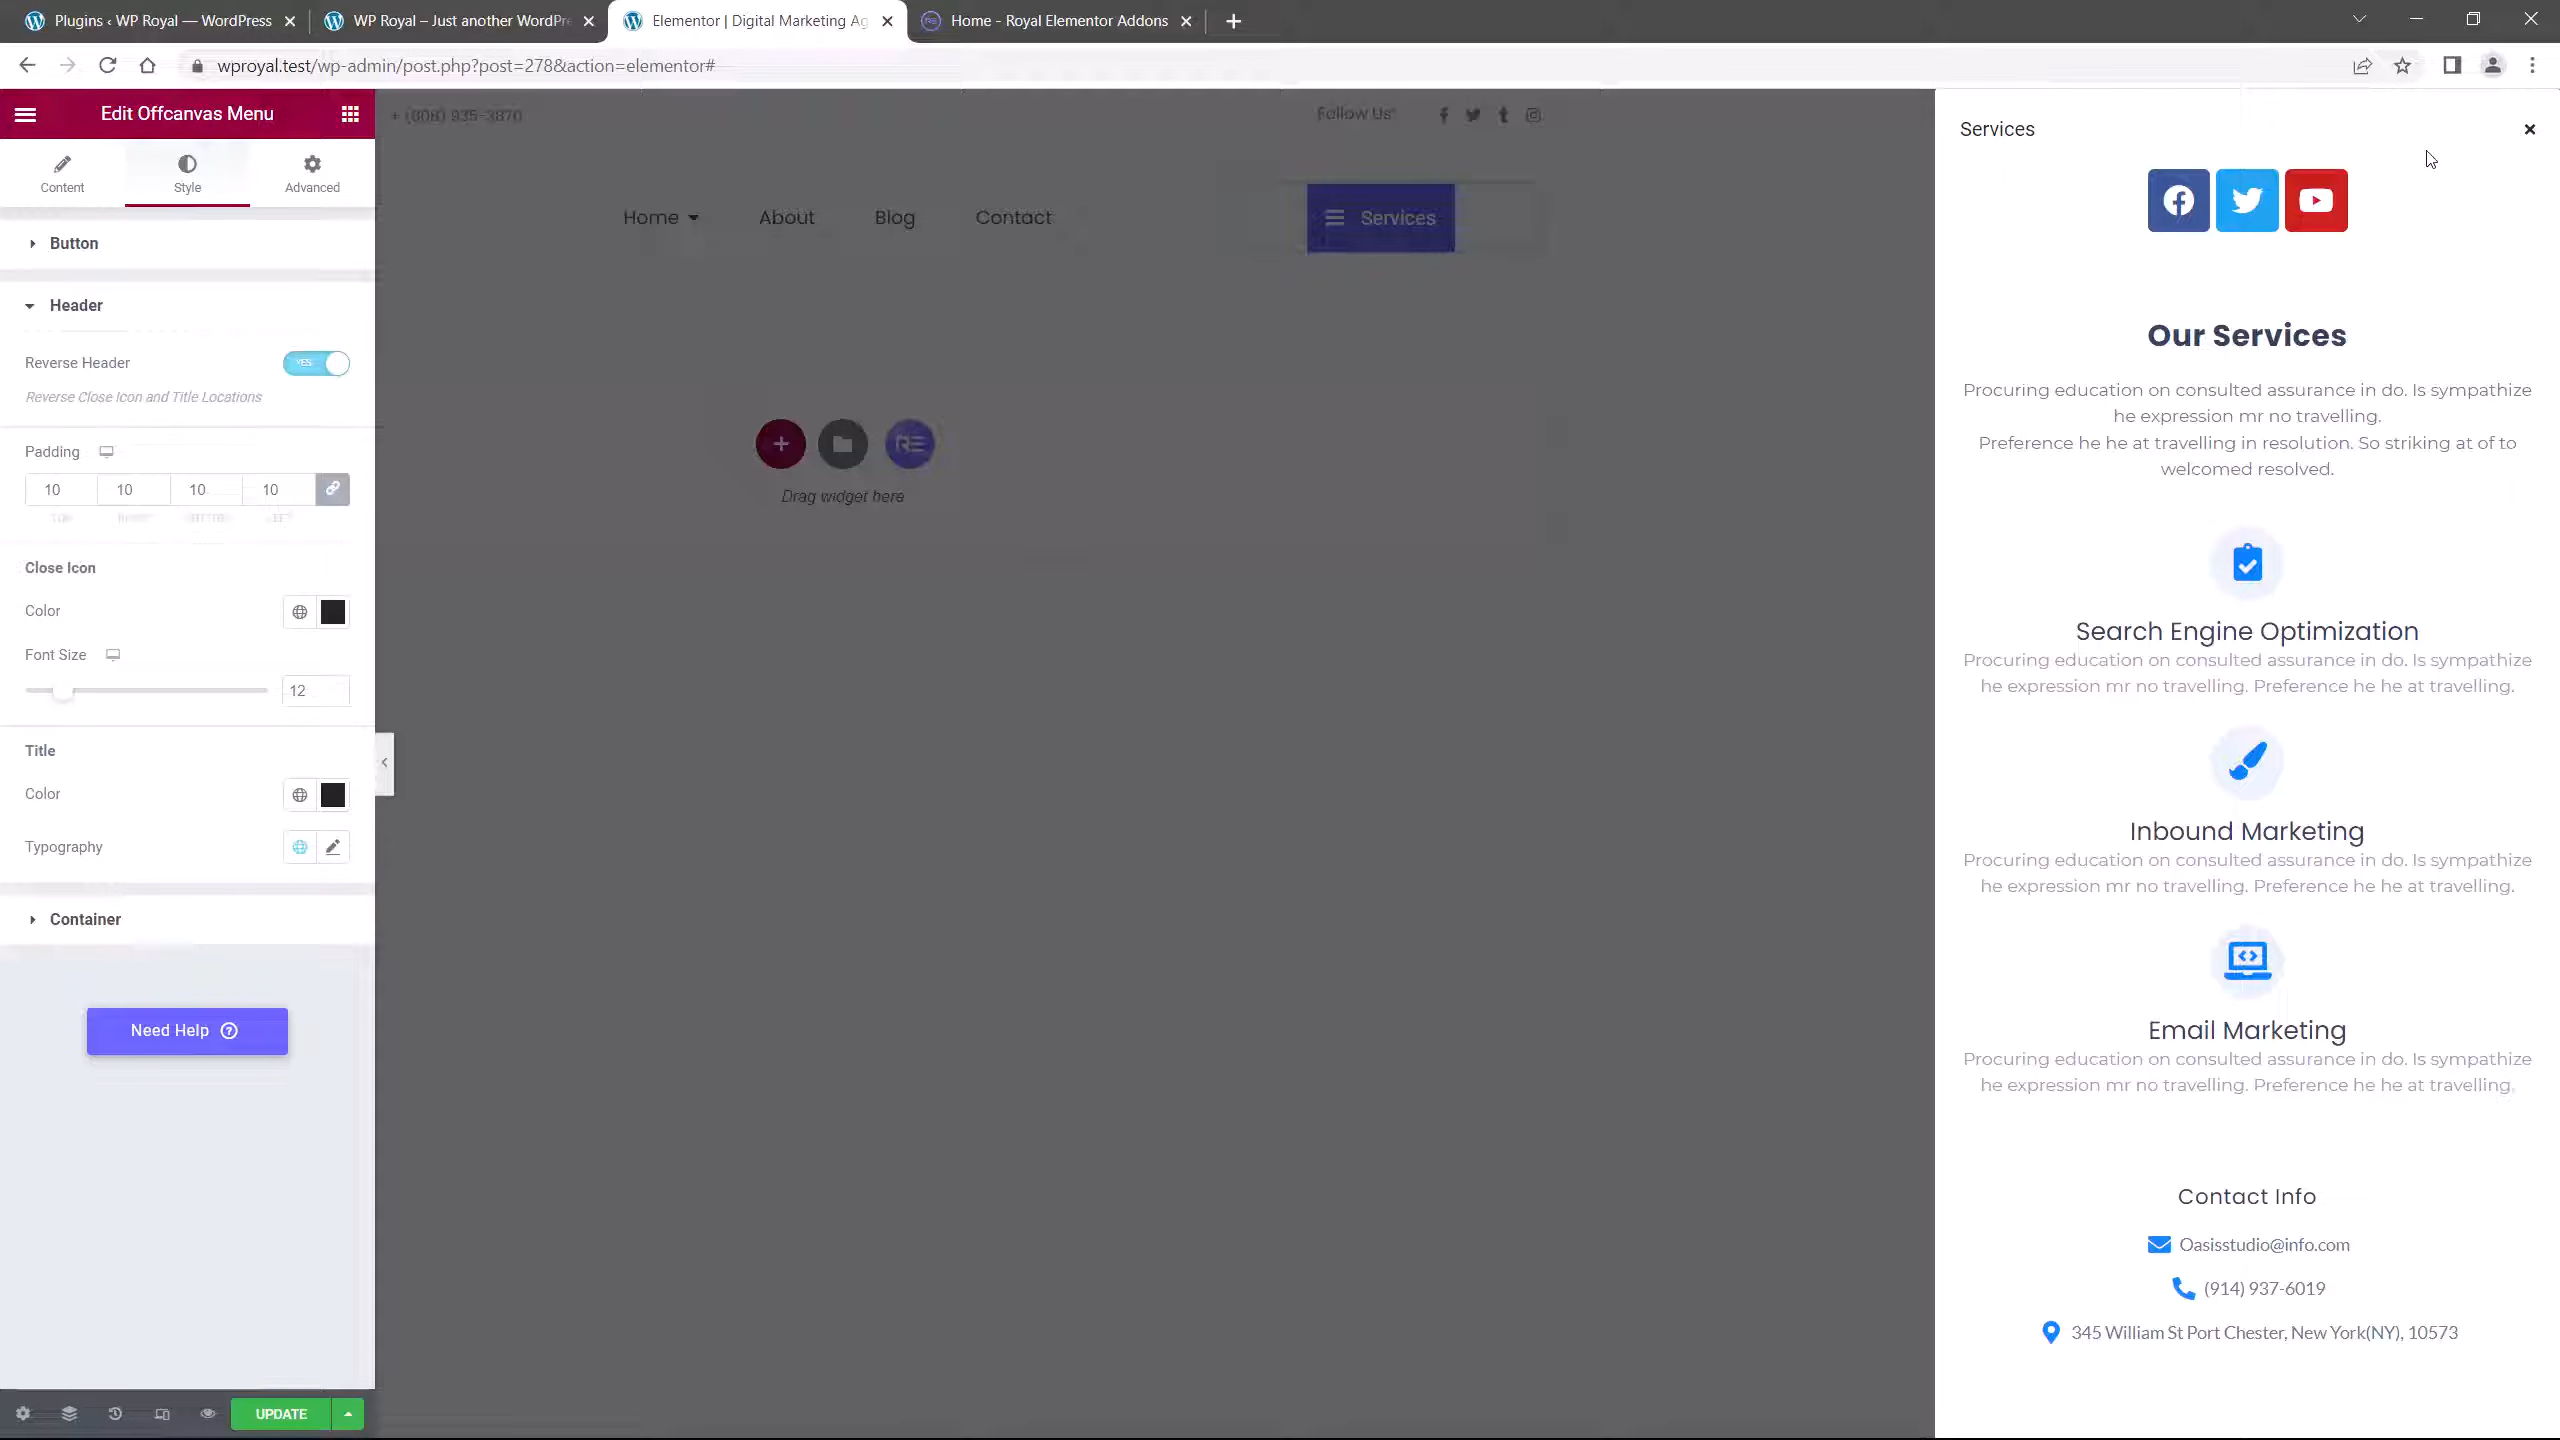 Plugins ‹ WP Royal — WordPress
WP Royal – Just another WordPre
Elementor | Digital Marketing Ag
Home - Royal Elementor Addons
wproyal.test/wp-admin/post.php?post=278&action=elementor#
Edit Offcanvas Menu
Content
Style
Advanced
Button
Header
Reverse Header
YES
Reverse Close Icon and Title Locations
Padding
10 10 10 10
Close Icon
Color
Font Size
12
Title
Color
Typography
Container
Need Help
UPDATE
+ (808) 935-3870
Follow Us
Home
About
Blog
Contact
Services
Drag widget here
Services
Our Services
Procuring education on consulted assurance in do. Is sympathize
he expression mr no travelling.
Preference he he at travelling in resolution. So striking at of to
welcomed resolved.
Search Engine Optimization
Procuring education on consulted assurance in do. Is sympathize
he expression mr no travelling. Preference he he at travelling.
Inbound Marketing
Procuring education on consulted assurance in do. Is sympathize
he expression mr no travelling. Preference he he at travelling.
Email Marketing
Procuring education on consulted assurance in do. Is sympathize
he expression mr no travelling. Preference he he at travelling.
Contact Info
Oasisstudio@info.com
(914) 937-6019
345 William St Port Chester, New York(NY), 10573